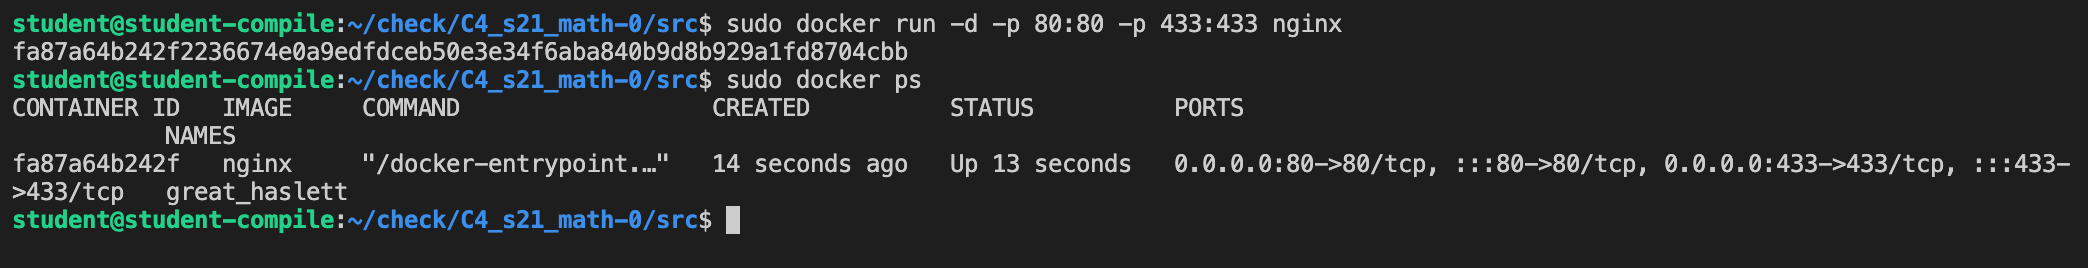 student@student-compile:~/check/C4_s21_math-0/src$ sudo docker run -d -p 80:80 -p 433:433 nginx
fa87a64b242f2236674e0a9edfdceb50e3e34f6aba840b9d8b929a1fd8704cbb
student@student-compile:~/check/C4_s21_math-0/src$ sudo docker ps
CONTAINER ID   IMAGE     COMMAND                  CREATED          STATUS          PORTS
           NAMES
fa87a64b242f   nginx     "/docker-entrypoint.…"   14 seconds ago   Up 13 seconds   0.0.0.0:80->80/tcp, :::80->80/tcp, 0.0.0.0:433->433/tcp, :::433-
>433/tcp   great_haslett
student@student-compile:~/check/C4_s21_math-0/src$